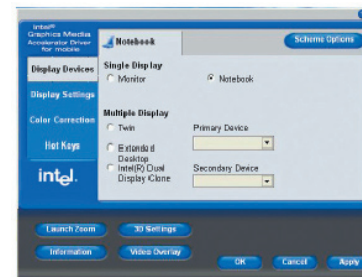 Intel®
Graphics Media
Accelerator Driver
for mobile
Notebook
Scheme Options
Display Devices
Display Settings
Color Correction
Hot Keys
intel.
Single Display
Monitor
Notebook
Multiple Display
Twin
Primary Device
Extended
Desktop
Intel(R) Dual
Display Clone
Secondary Device
Launch Zoom
3D Settings
Information
Video Overlay
OK
Cancel
Apply